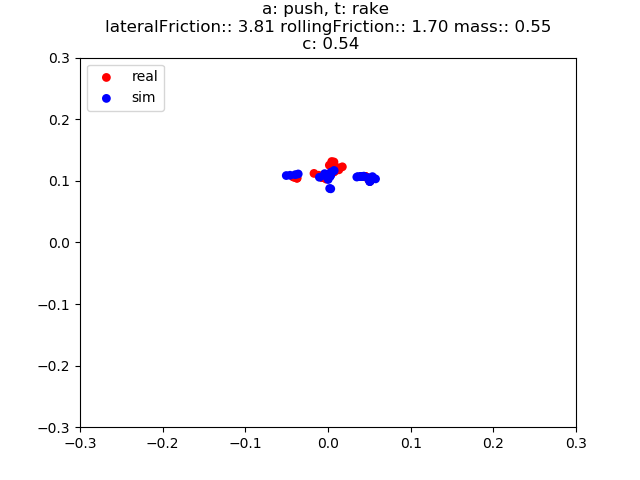 a: push, t: rake
lateralFriction:: 3.81 rollingFriction:: 1.70 mass:: 0.55
c: 0.54
real
sim
0.3
0.2
0.1
0.0
−0.1
−0.2
−0.3
−0.3 −0.2 −0.1 0.0 0.1 0.2 0.3